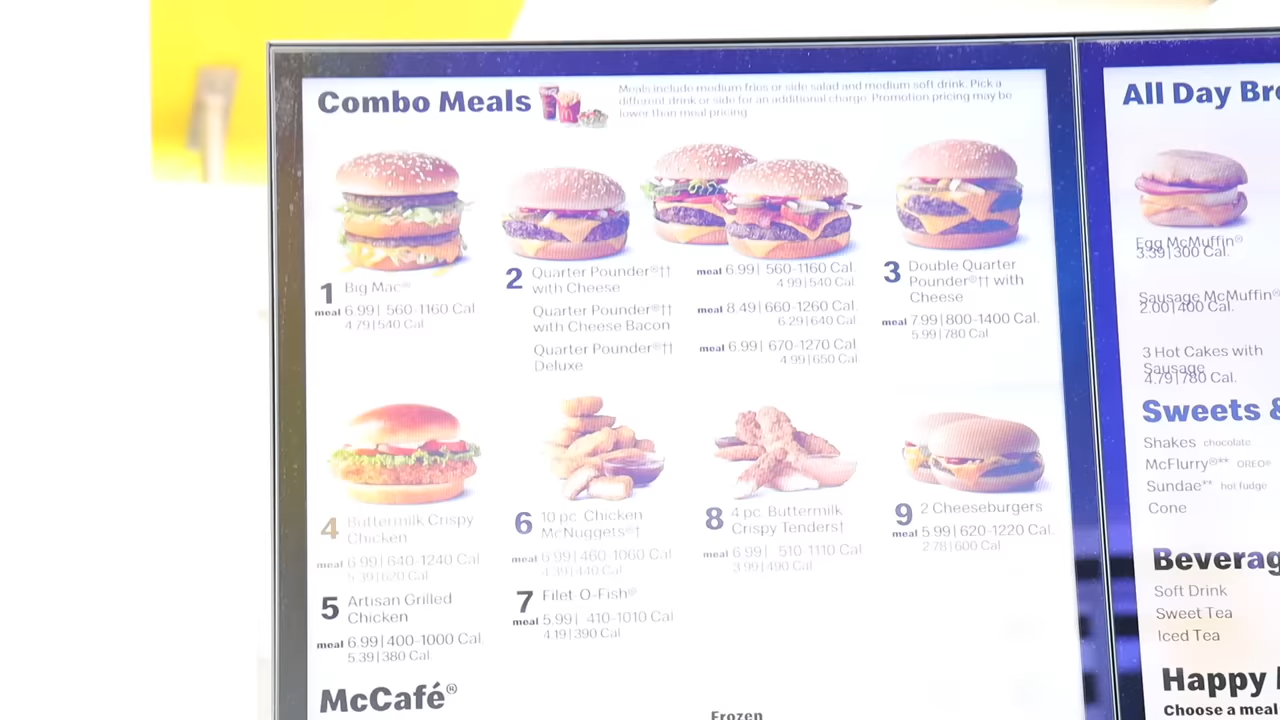 Combo Meals
Meals include medium fries or side salad and medium soft drink. Pick a
different drink or side for an additional charge. Promotion pricing may be
lower than meal pricing.
1 Big Mac®
meal 6.99| 560-1160 Cal.
4.79|540 Cal.
2 Quarter Pounder®††
with Cheese
meal 6.99| 560-1160 Cal.
4.99|540 Cal.
Quarter Pounder®††
with Cheese Bacon
meal 8.49|660-1260 Cal.
6.29|640 Cal.
Quarter Pounder®††
Deluxe
meal 6.99| 670-1270 Cal.
4.99|650 Cal.
3 Double Quarter
Pounder®†† with
Cheese
meal 7.99|800-1400 Cal.
5.99|780 Cal.
4 Buttermilk Crispy
Chicken
meal 6.99|640-1240 Cal.
5.39|620 Cal.
5 Artisan Grilled
Chicken
meal 6.99|400-1000 Cal.
5.39|380 Cal.
6 10 pc. Chicken
McNuggets®†
meal 6.99|460-1060 Cal.
4.39|440 Cal.
7 Filet-O-Fish®
meal 5.99| 410-1010 Cal.
4.19|390 Cal.
8 4 pc. Buttermilk
Crispy Tenders†
meal 6.99| 510-1110 Cal.
3.99|490 Cal.
9 2 Cheeseburgers
meal 5.99|620-1220 Cal.
2.78|600 Cal.
McCafé®
Frozen
All Day Bre
Egg McMuffin®
3.39|300 Cal.
Sausage McMuffin®
2.00|400 Cal.
3 Hot Cakes with
Sausage
4.79|780 Cal.
Sweets &
Shakes chocolate
McFlurry®** OREO®
Sundae** hot fudge
Cone
Beverag
Soft Drink
Sweet Tea
Iced Tea
Happy
Choose a meal